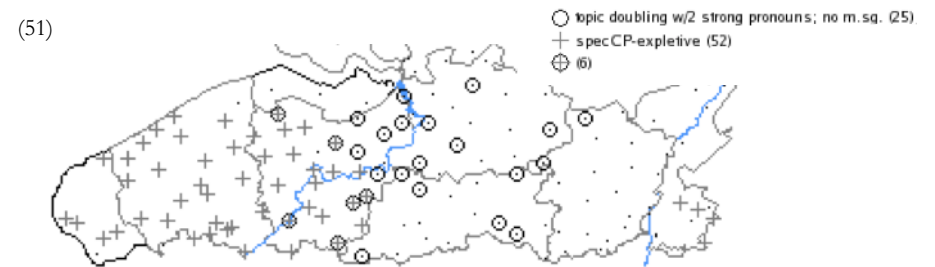 (51)
topic doubling w/2 strong pronouns; no m.sg. (25)
specCP-expletive (52)
(6)